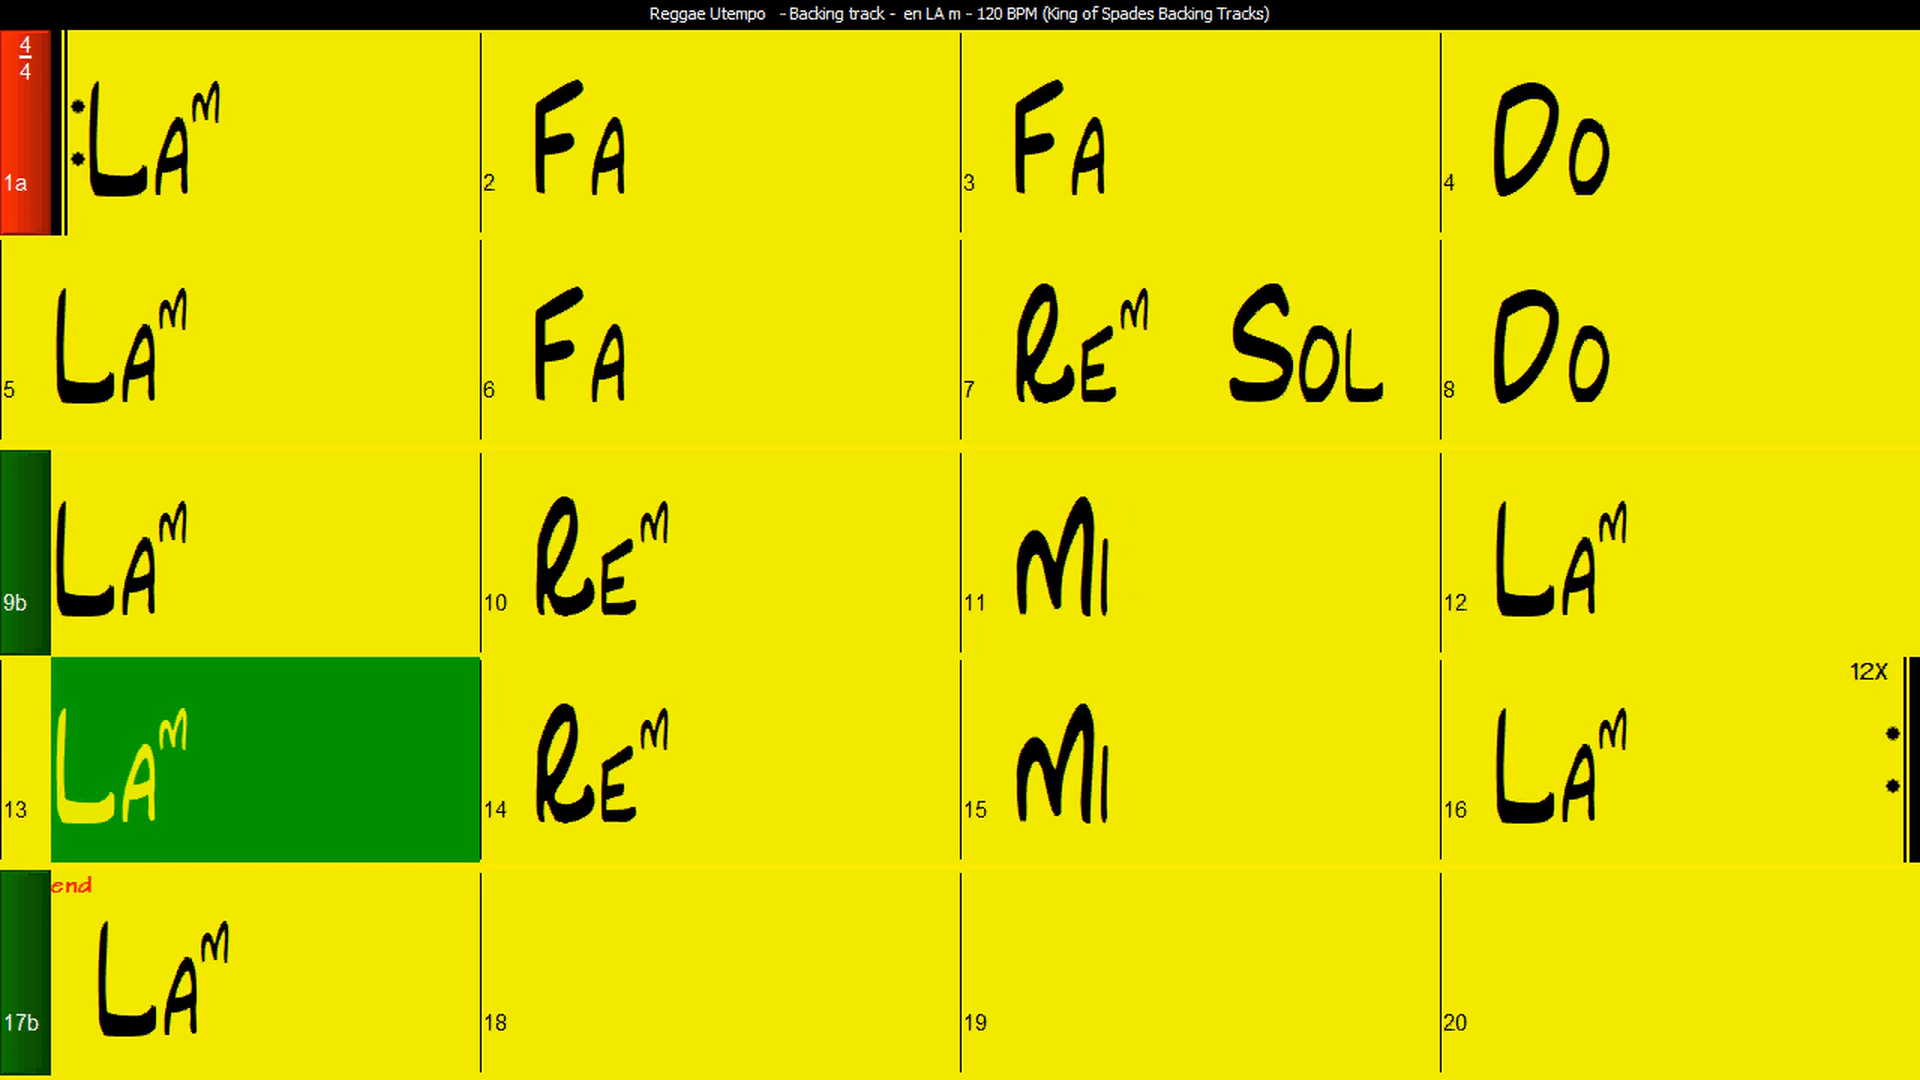 Reggae Utempo - Backing track - en LA m - 120 BPM (King of Spades Backing Tracks)
4
4
1a LAm 2 FA 3 FA 4 DO
5 LAm 6 FA 7 REm SOL 8 DO
9b LAm 10 REm 11 MI 12 LAm
12X
13 LAm 14 REm 15 MI 16 LAm
end
17b LAm 18 19 20